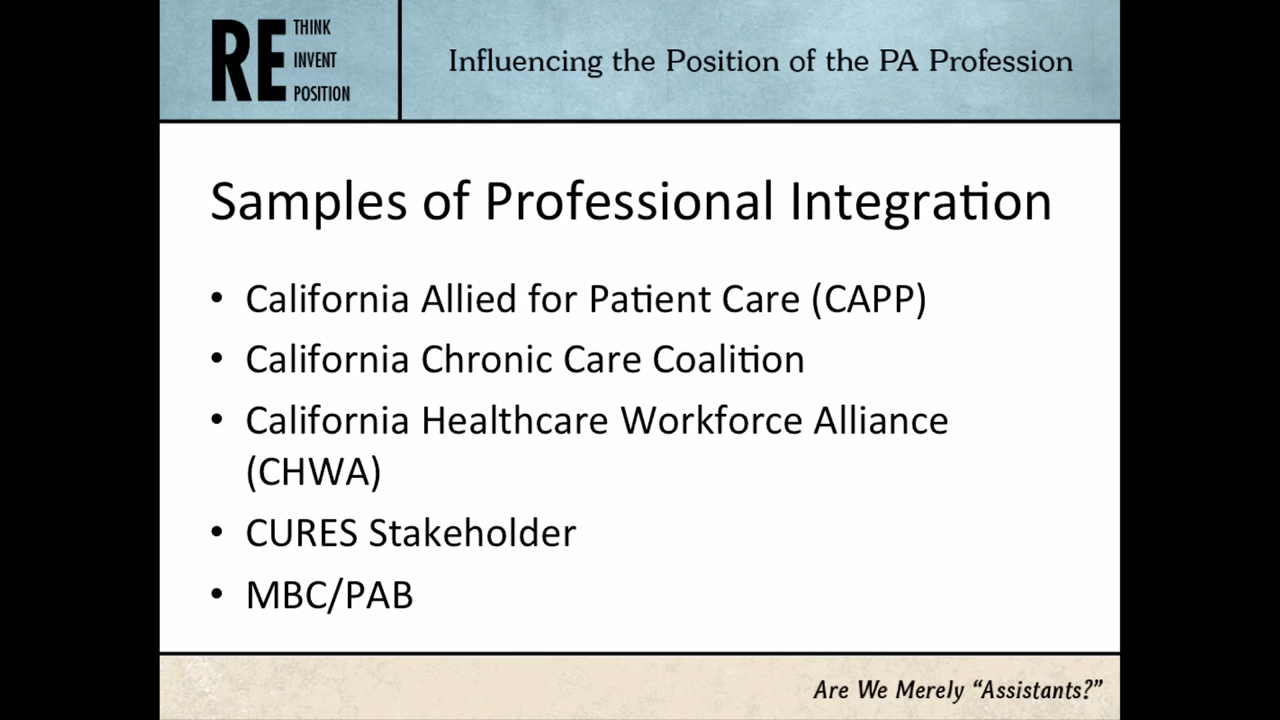 RE THINK
INVENT
POSITION
Influencing the Position of the PA Profession
Samples of Professional Integration
• California Allied for Patient Care (CAPP)
• California Chronic Care Coalition
• California Healthcare Workforce Alliance
(CHWA)
• CURES Stakeholder
• MBC/PAB
Are We Merely “Assistants?”